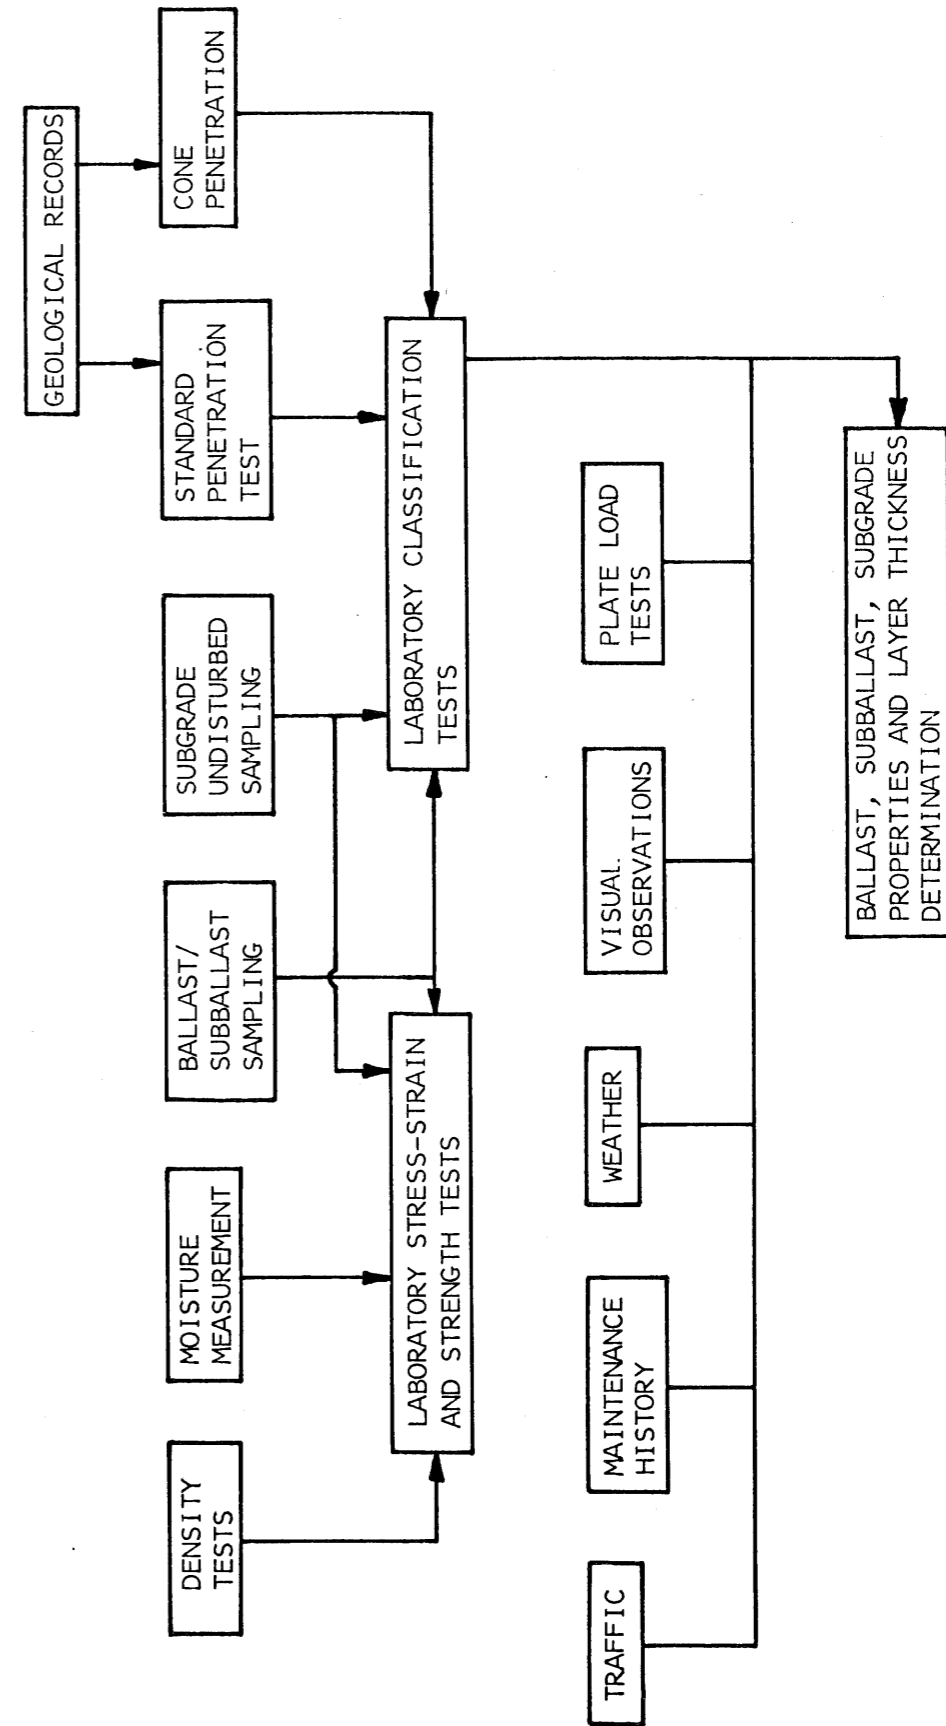 GEOLOGICAL RECORDS
DENSITY
TESTS
MOISTURE
MEASUREMENT
BALLAST/
SUBBALLAST
SAMPLING
SUBGRADE
UNDISTURBED
SAMPLING
STANDARD
PENETRATION
TEST
CONE
PENETRATION
LABORATORY STRESS-STRAIN
AND STRENGTH TESTS
LABORATORY CLASSIFICATION
TESTS
TRAFFIC
MAINTENANCE
HISTORY
WEATHER
VISUAL
OBSERVATIONS
PLATE LOAD
TESTS
BALLAST, SUBBALLAST, SUBGRADE
PROPERTIES AND LAYER THICKNESS
DETERMINATION